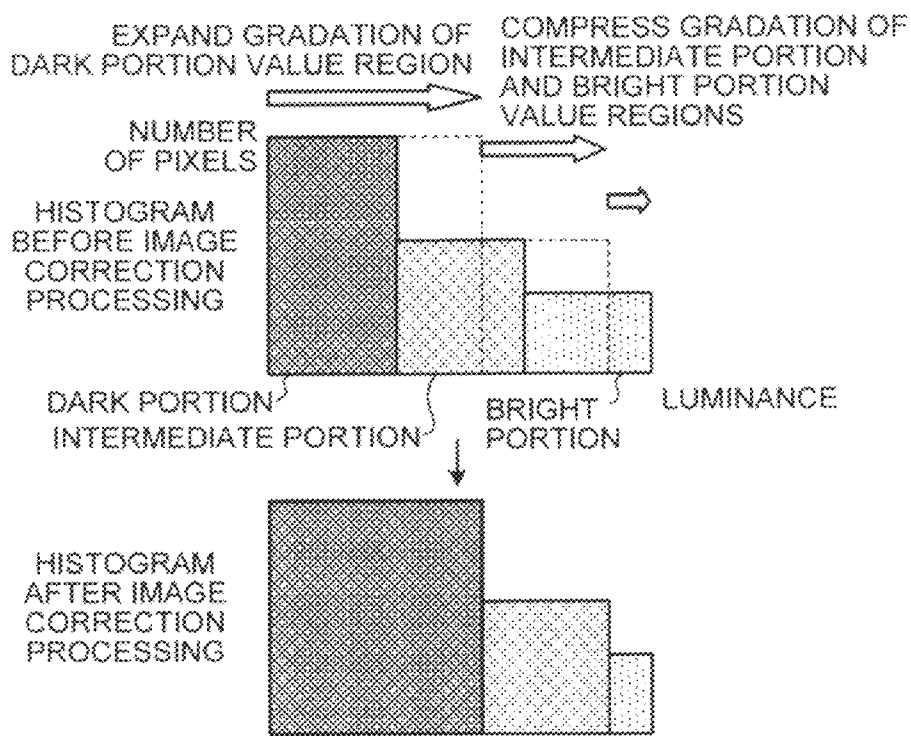 EXPAND GRADATION OF
DARK PORTION VALUE REGION
COMPRESS GRADATION OF
INTERMEDIATE PORTION
AND BRIGHT PORTION
VALUE REGIONS
NUMBER
OF PIXELS
HISTOGRAM
BEFORE IMAGE
CORRECTION
PROCESSING
DARK PORTION
INTERMEDIATE PORTION
BRIGHT
PORTION
LUMINANCE
HISTOGRAM
AFTER IMAGE
CORRECTION
PROCESSING